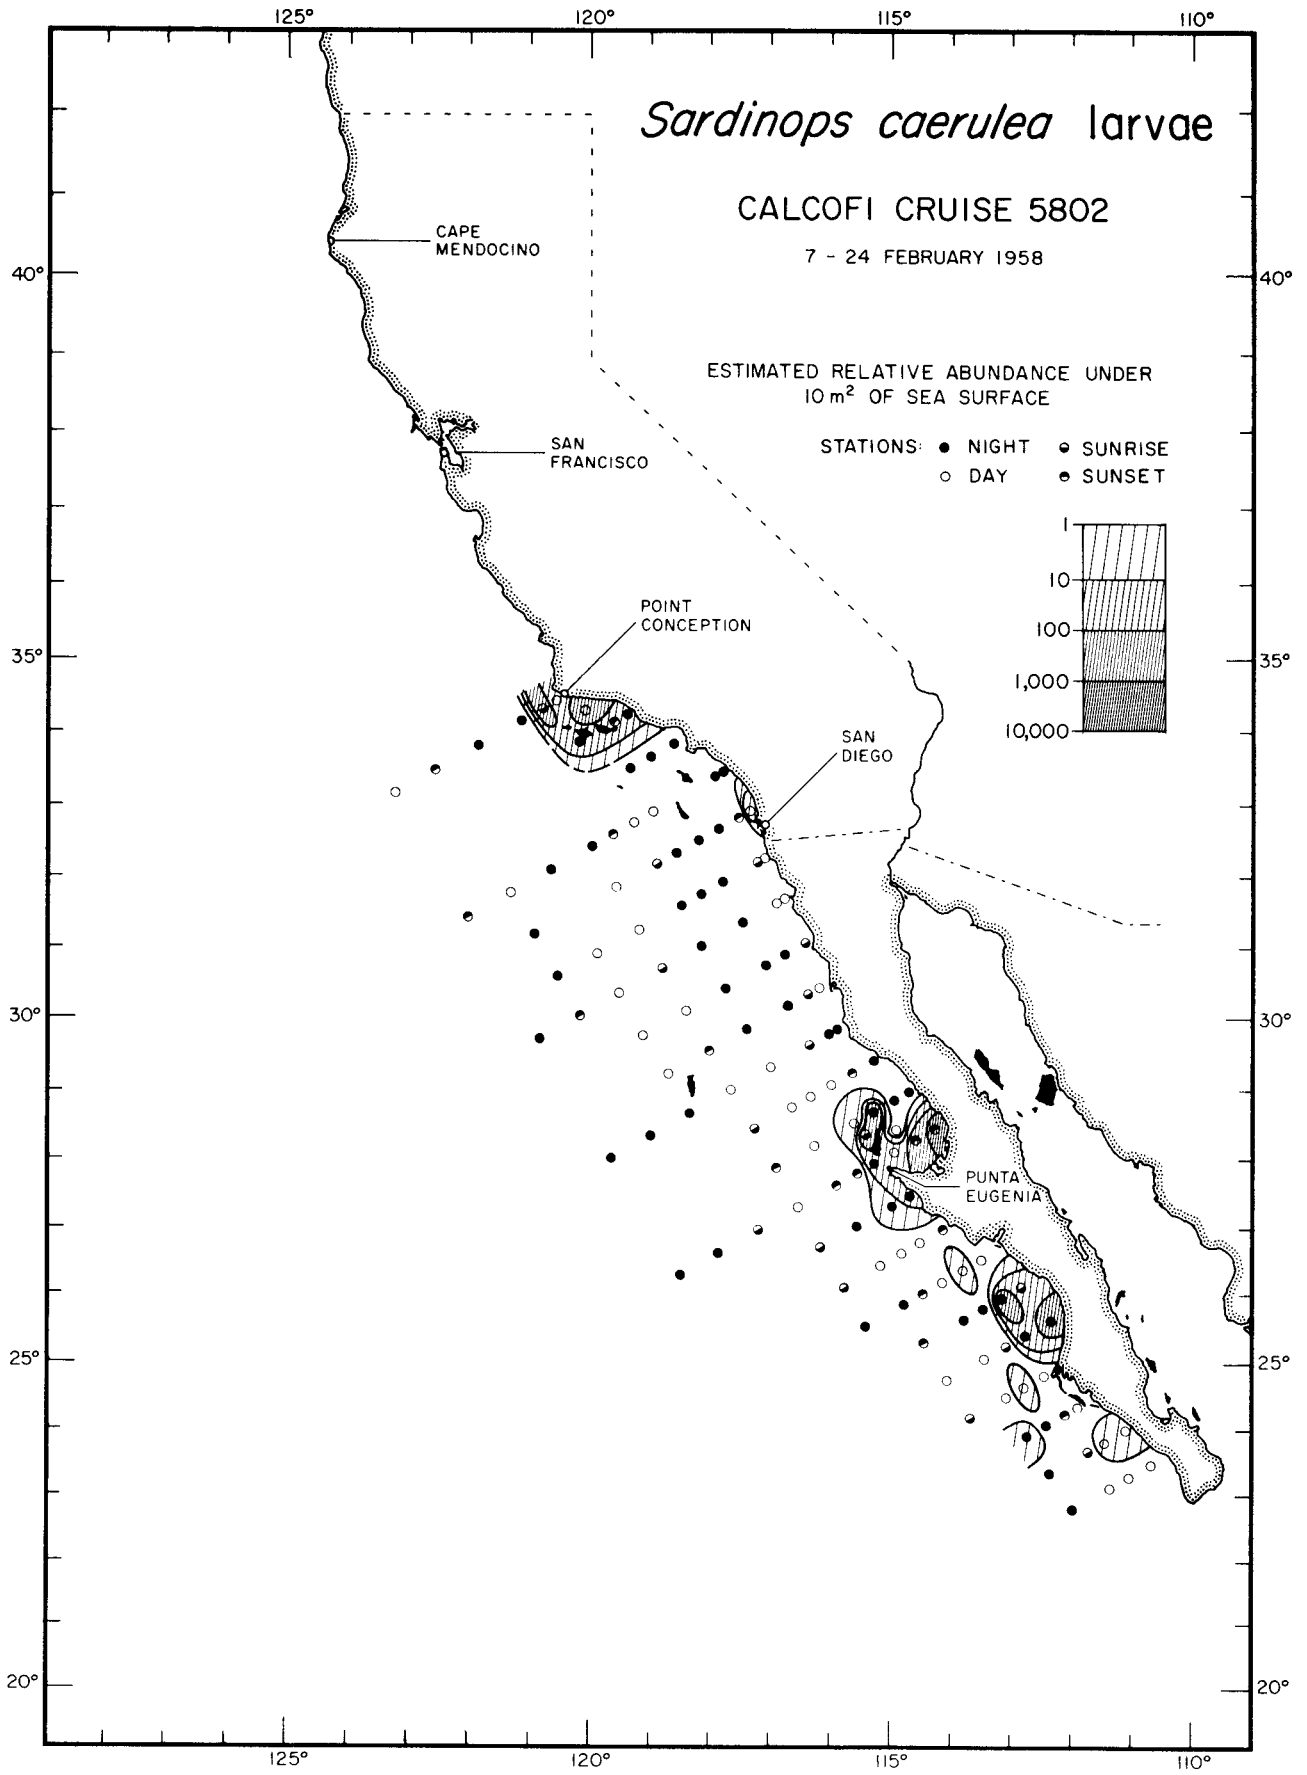 125° 120° 115° 110°
Sardinops caerulea larvae
CALCOFI CRUISE 5802
7 - 24 FEBRUARY 1958
CAPE
MENDOCINO
40° 40°
ESTIMATED RELATIVE ABUNDANCE UNDER
10 m² OF SEA SURFACE
STATIONS: NIGHT SUNRISE
DAY SUNSET
SAN
FRANCISCO
1
10
100
1,000
10,000
POINT
CONCEPTION
35° 35°
SAN
DIEGO
30° 30°
PUNTA
EUGENIA
25° 25°
20° 20°
125° 120° 115° 110°